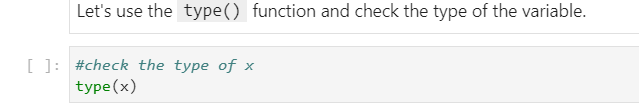 Let's use the type() function and check the type of the variable.
[ ]: #check the type of x
type(x)